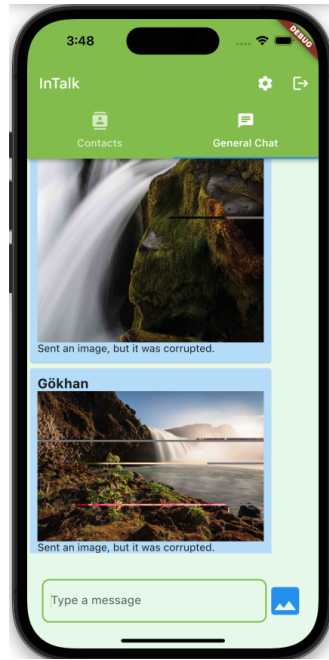 3:48
DEBUG
InTalk
Contacts
General Chat
Sent an image, but it was corrupted.
Gökhan
Sent an image, but it was corrupted.
Type a message